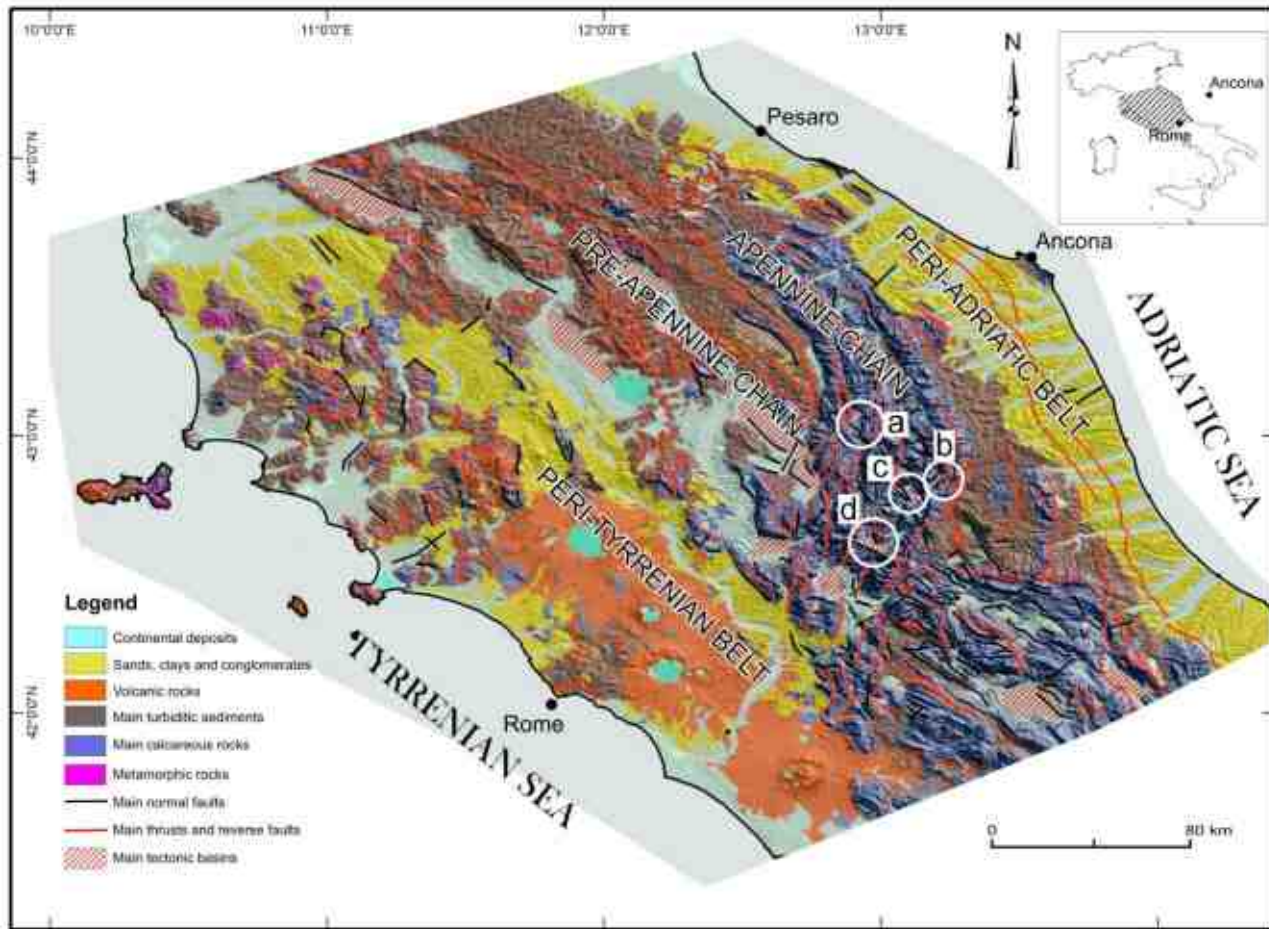 10°0'0"E 11°0'0"E 12°0'0"E 13°0'0"E
N
Ancona
Rome
Pesaro
44°0'0"N
Ancona
PRE-APENNINE CHAIN
APENNINE CHAIN
PERI-ADRIATIC BELT
ADRIATIC SEA
43°0'0"N
a
b
c
d
PERI-TYRRENIAN BELT
Legend
Continental deposits
Sands, clays and conglomerates
Volcanic rocks
Main turbiditic sediments
Main calcareous rocks
Metamorphic rocks
Main normal faults
Main thrusts and reverse faults
Main tectonic basins
TYRRENIAN SEA
Rome
42°0'0"N
0 80 km